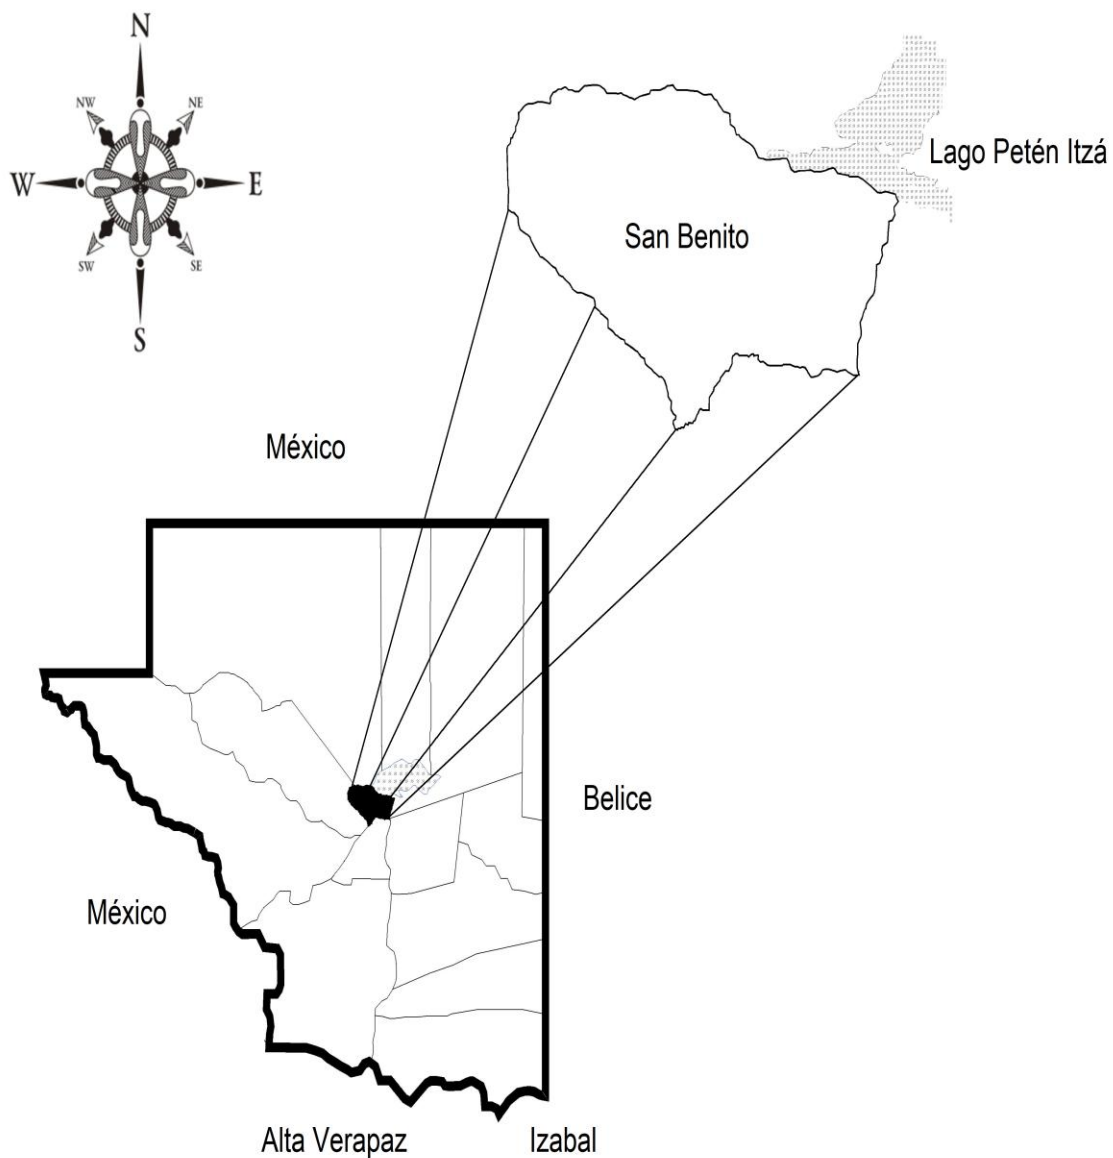 N
NW
NE
W
E
SW
SE
S
Lago Petén Itzá
San Benito
México
Belice
México
Alta Verapaz
Izabal